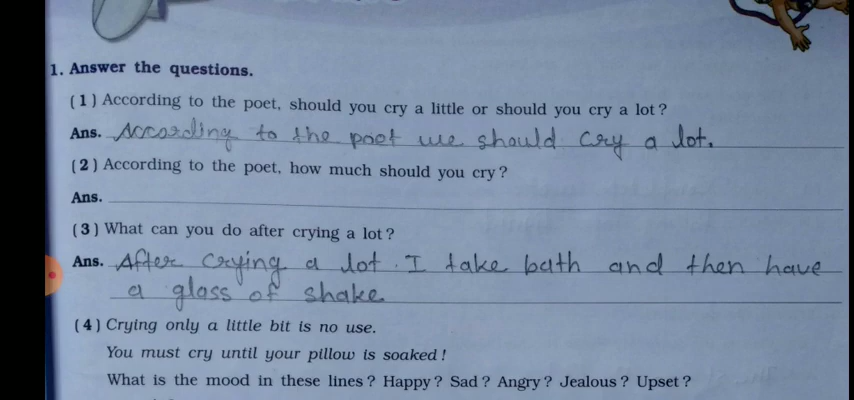 1. Answer the questions.
(1) According to the poet, should you cry a little or should you cry a lot?
Ans. According to the poet we should cry a lot.
(2) According to the poet, how much should you cry?
Ans.
(3) What can you do after crying a lot?
Ans. After crying a lot. I take bath and then have
a glass of shake
(4) Crying only a little bit is no use.
You must cry until your pillow is soaked!
What is the mood in these lines? Happy? Sad? Angry? Jealous? Upset?